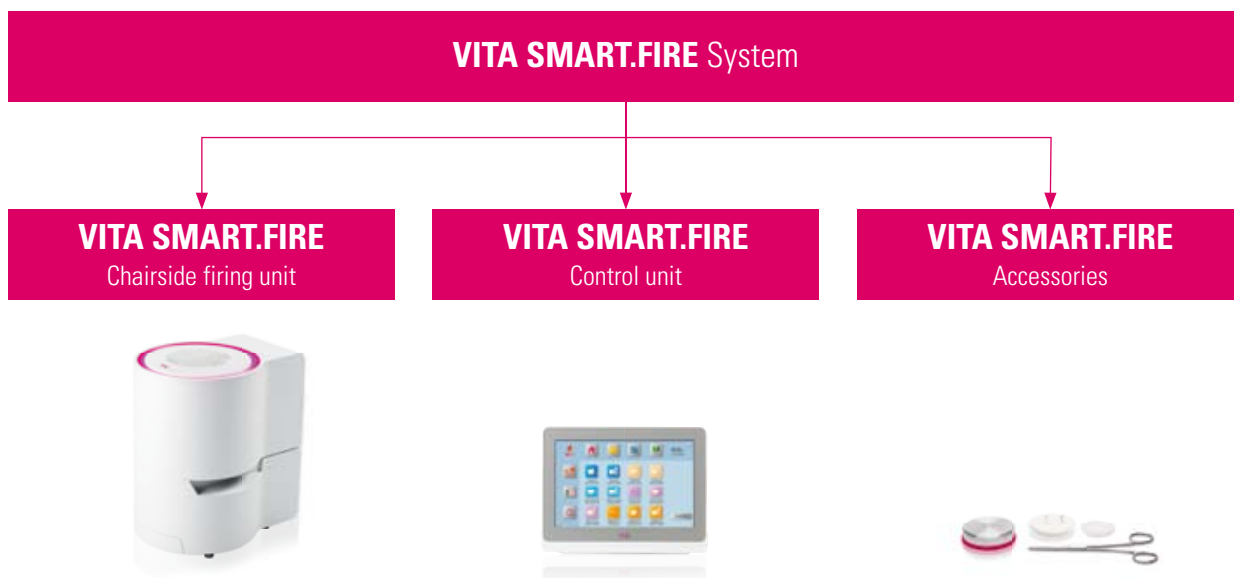 VITA SMART.FIRE System
VITA SMART.FIRE
Chairside firing unit
VITA SMART.FIRE
Control unit
VITA SMART.FIRE
Accessories